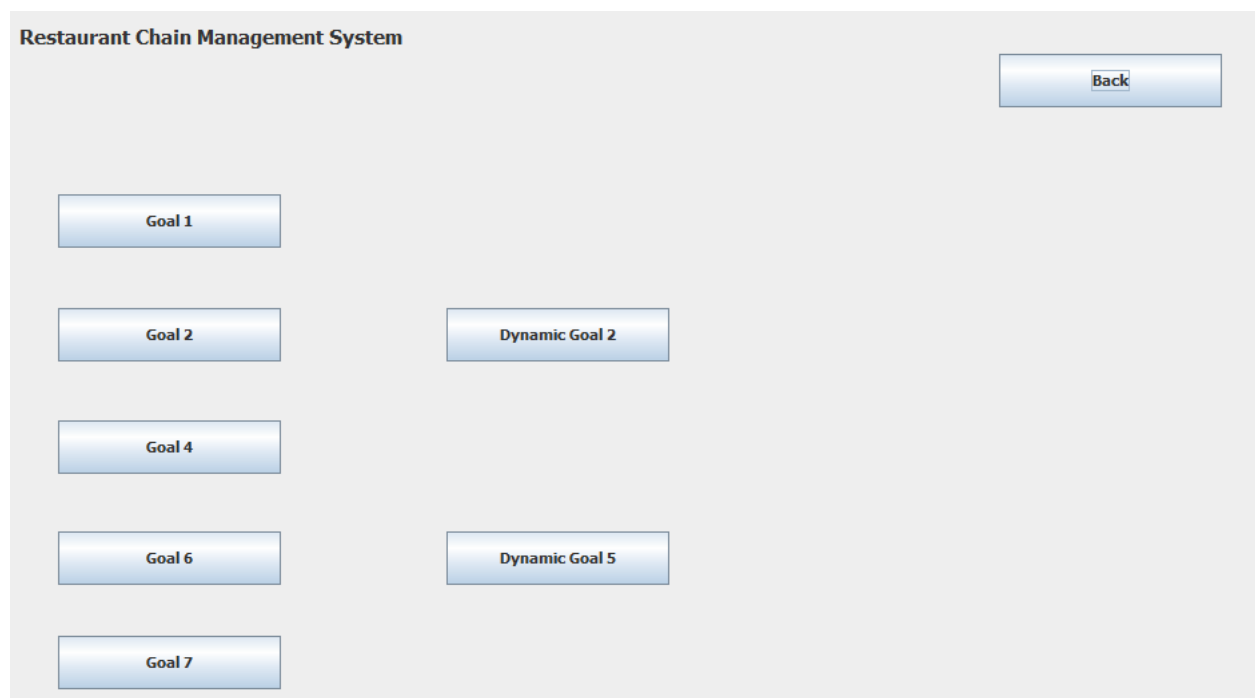 Restaurant Chain Management System
Back
Goal 1
Goal 2
Dynamic Goal 2
Goal 4
Goal 6
Dynamic Goal 5
Goal 7